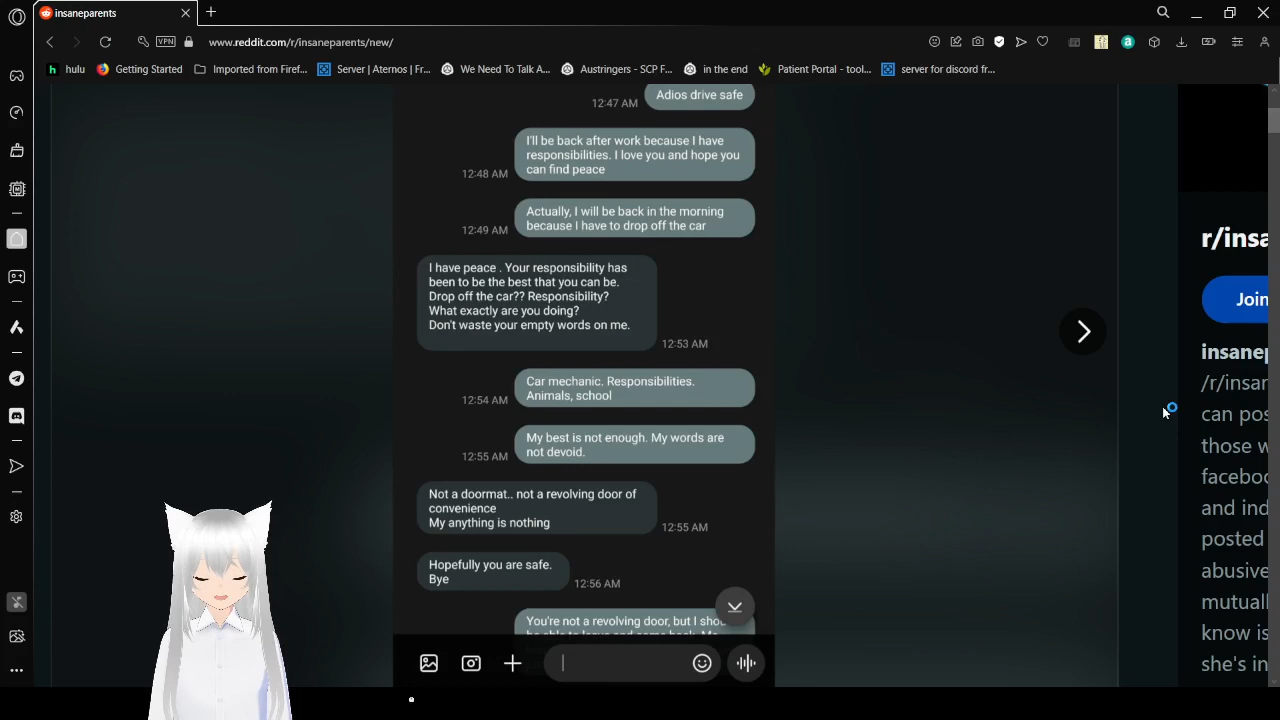 insaneparents
VPN
www.reddit.com/r/insaneparents/new/
hulu
Getting Started
Imported from Firef...
Server | Aternos | Fr...
We Need To Talk A...
Austringers - SCP F...
in the end
Patient Portal - tool...
server for discord fr...
Adios drive safe
12:47 AM
I'll be back after work because I have
responsibilities. I love you and hope you
can find peace
12:48 AM
Actually, I will be back in the morning
because I have to drop off the car
12:49 AM
I have peace . Your responsibility has
been to be the best that you can be.
Drop off the car?? Responsibility?
What exactly are you doing?
Don't waste your empty words on me.
12:53 AM
Car mechanic. Responsibilities.
Animals, school
12:54 AM
My best is not enough. My words are
not devoid.
12:55 AM
Not a doormat.. not a revolving door of
convenience
My anything is nothing
12:55 AM
Hopefully you are safe.
Bye
12:56 AM
You're not a revolving door, but I shou
r/insa
Join
insanep
/r/insar
can pos
those w
faceboo
and ind
posted
abusive
mutuall
know is
she's in